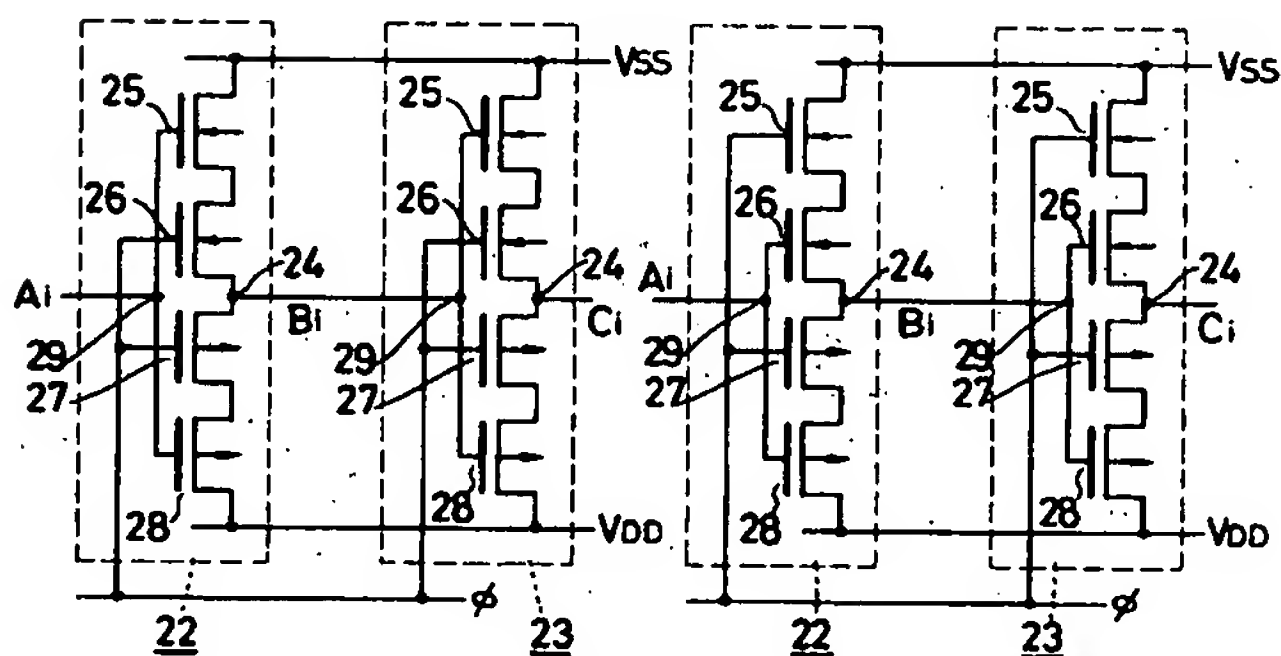 VSS VSS
25 25 25 25
26 26 26 26
Ai 24 24 Ai 24 24
Bi Ci Bi Ci
29 29 29 29
27 27 27 27
28 28 28 28
VDD VDD
ϕ ϕ
22 23 22 23